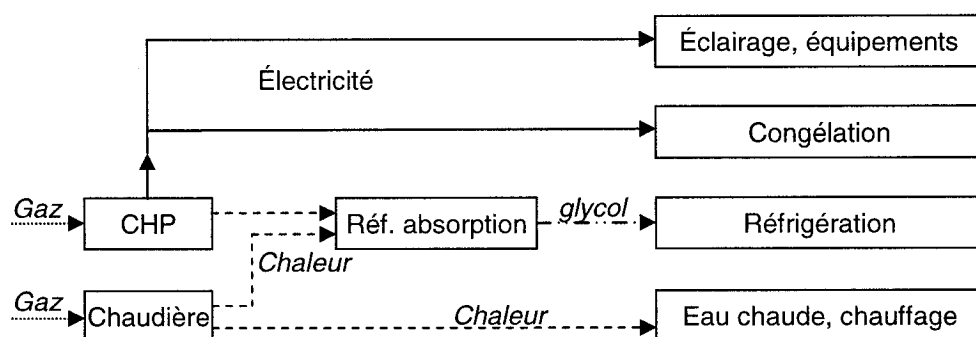 Éclairage, équipements
Électricité
Congélation
Gaz
CHP
Réf. absorption
glycol
Réfrigération
Chaleur
Gaz
Chaudière
Chaleur
Eau chaude, chauffage